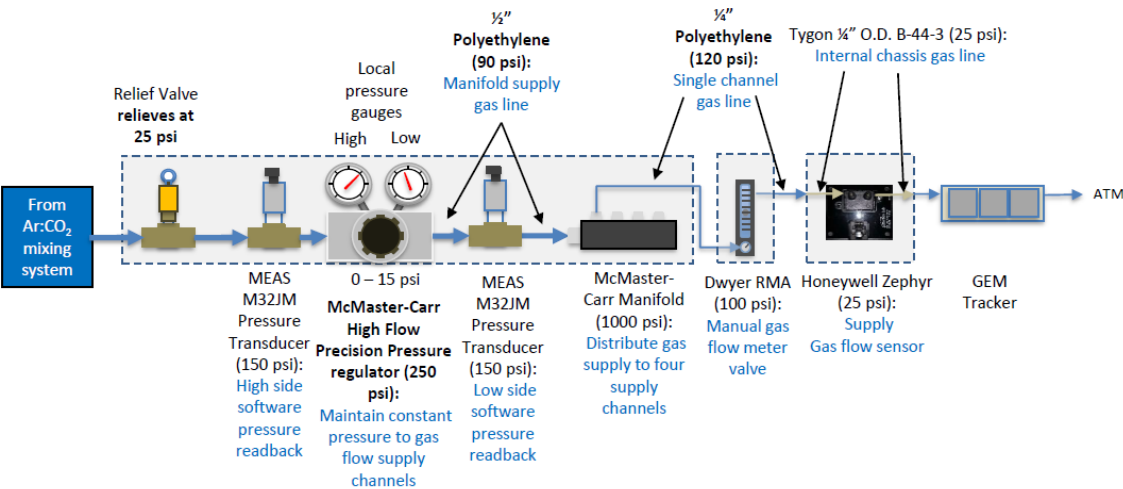 ½”
Polyethylene
(90 psi):
Manifold supply
gas line
¼”
Polyethylene
(120 psi):
Single channel
gas line
Tygon ¼” O.D. B-44-3 (25 psi):
Internal chassis gas line
Local
pressure
gauges
High
Low
Relief Valve
relieves at
25 psi
From
Ar:CO₂
mixing
system
ATM
MEAS
M32JM
Pressure
Transducer
(150 psi):
High side
software
pressure
readback
0 – 15 psi
McMaster-Carr
High Flow
Precision Pressure
regulator (250
psi):
Maintain constant
pressure to gas
flow supply
channels
MEAS
M32JM
Pressure
Transducer
(150 psi):
Low side
software
pressure
readback
McMaster-
Carr Manifold
(1000 psi):
Distribute gas
supply to four
supply
channels
Dwyer RMA
(100 psi):
Manual gas
flow meter
valve
Honeywell Zephyr
(25 psi):
Supply
Gas flow sensor
GEM
Tracker